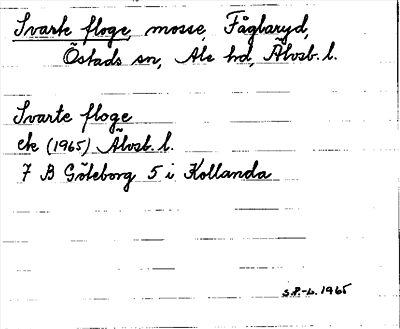 Svarte floge, mosse, Fåglaryd,
Östads sn, Ale hd, Älvsb. l.
Svarte floge
ek (1965) Älvsb. l.
7 B Göteborg 5 i Kollanda
1965